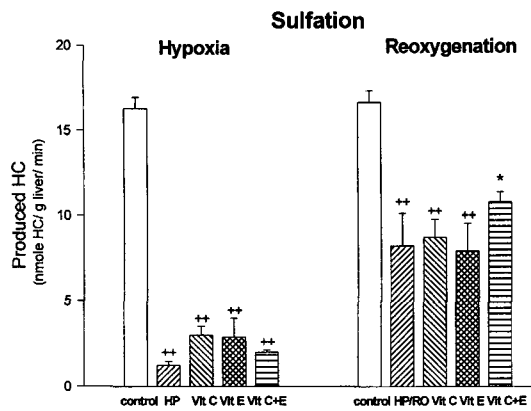 Sulfation
Hypoxia
Reoxygenation
Produced HC
(nmole HC/ g liver/ min)
20
15
10
5
0
++
++
++
++
++
++
++
*
control HP Vit C Vit E Vit C+E
control HP/RO Vit C Vit E Vit C+E